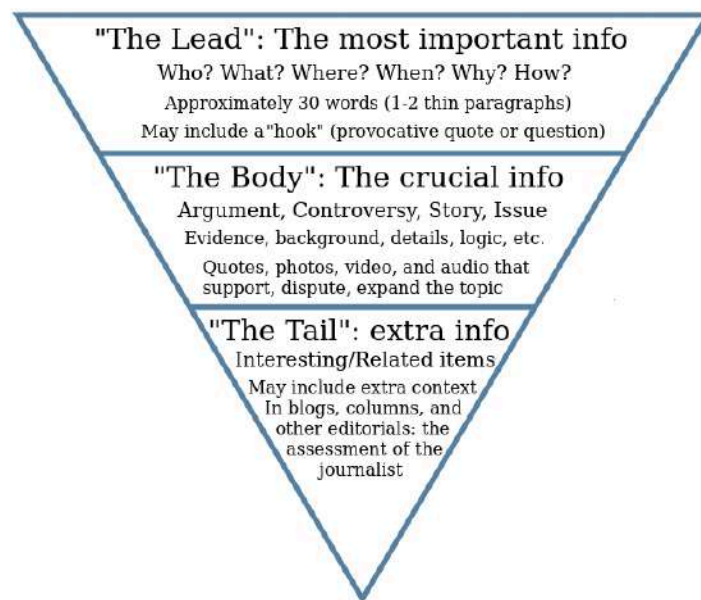 "The Lead": The most important info
Who? What? Where? When? Why? How?
Approximately 30 words (1-2 thin paragraphs)
May include a"hook" (provocative quote or question)
"The Body": The crucial info
Argument, Controversy, Story, Issue
Evidence, background, details, logic, etc.
Quotes, photos, video, and audio that
support, dispute, expand the topic
"The Tail": extra info
Interesting/Related items
May include extra context
In blogs, columns, and
other editorials: the
assessment of the
journalist